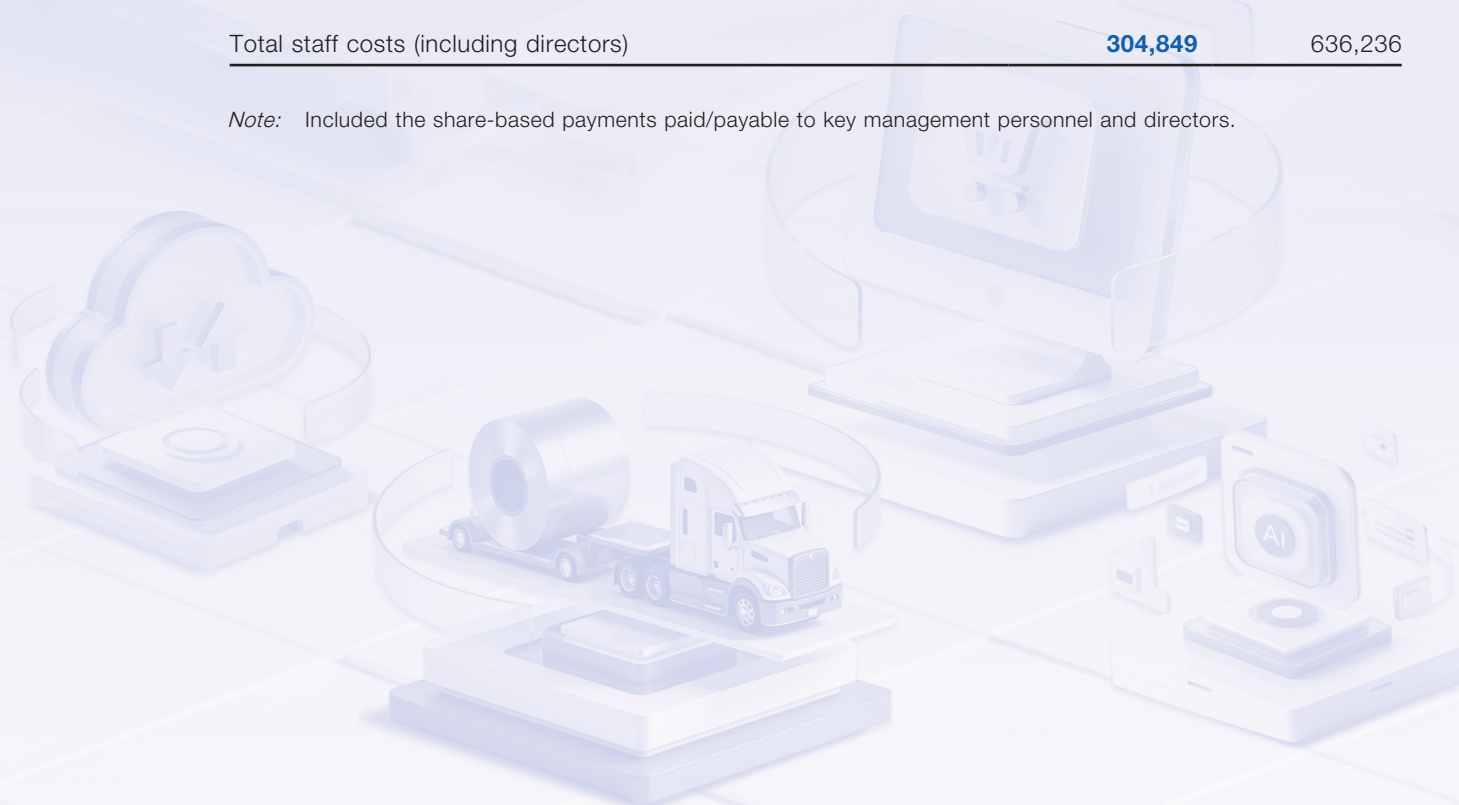 Total staff costs (including directors) 304,849 636,236
Note: Included the share-based payments paid/payable to key management personnel and directors.
AI